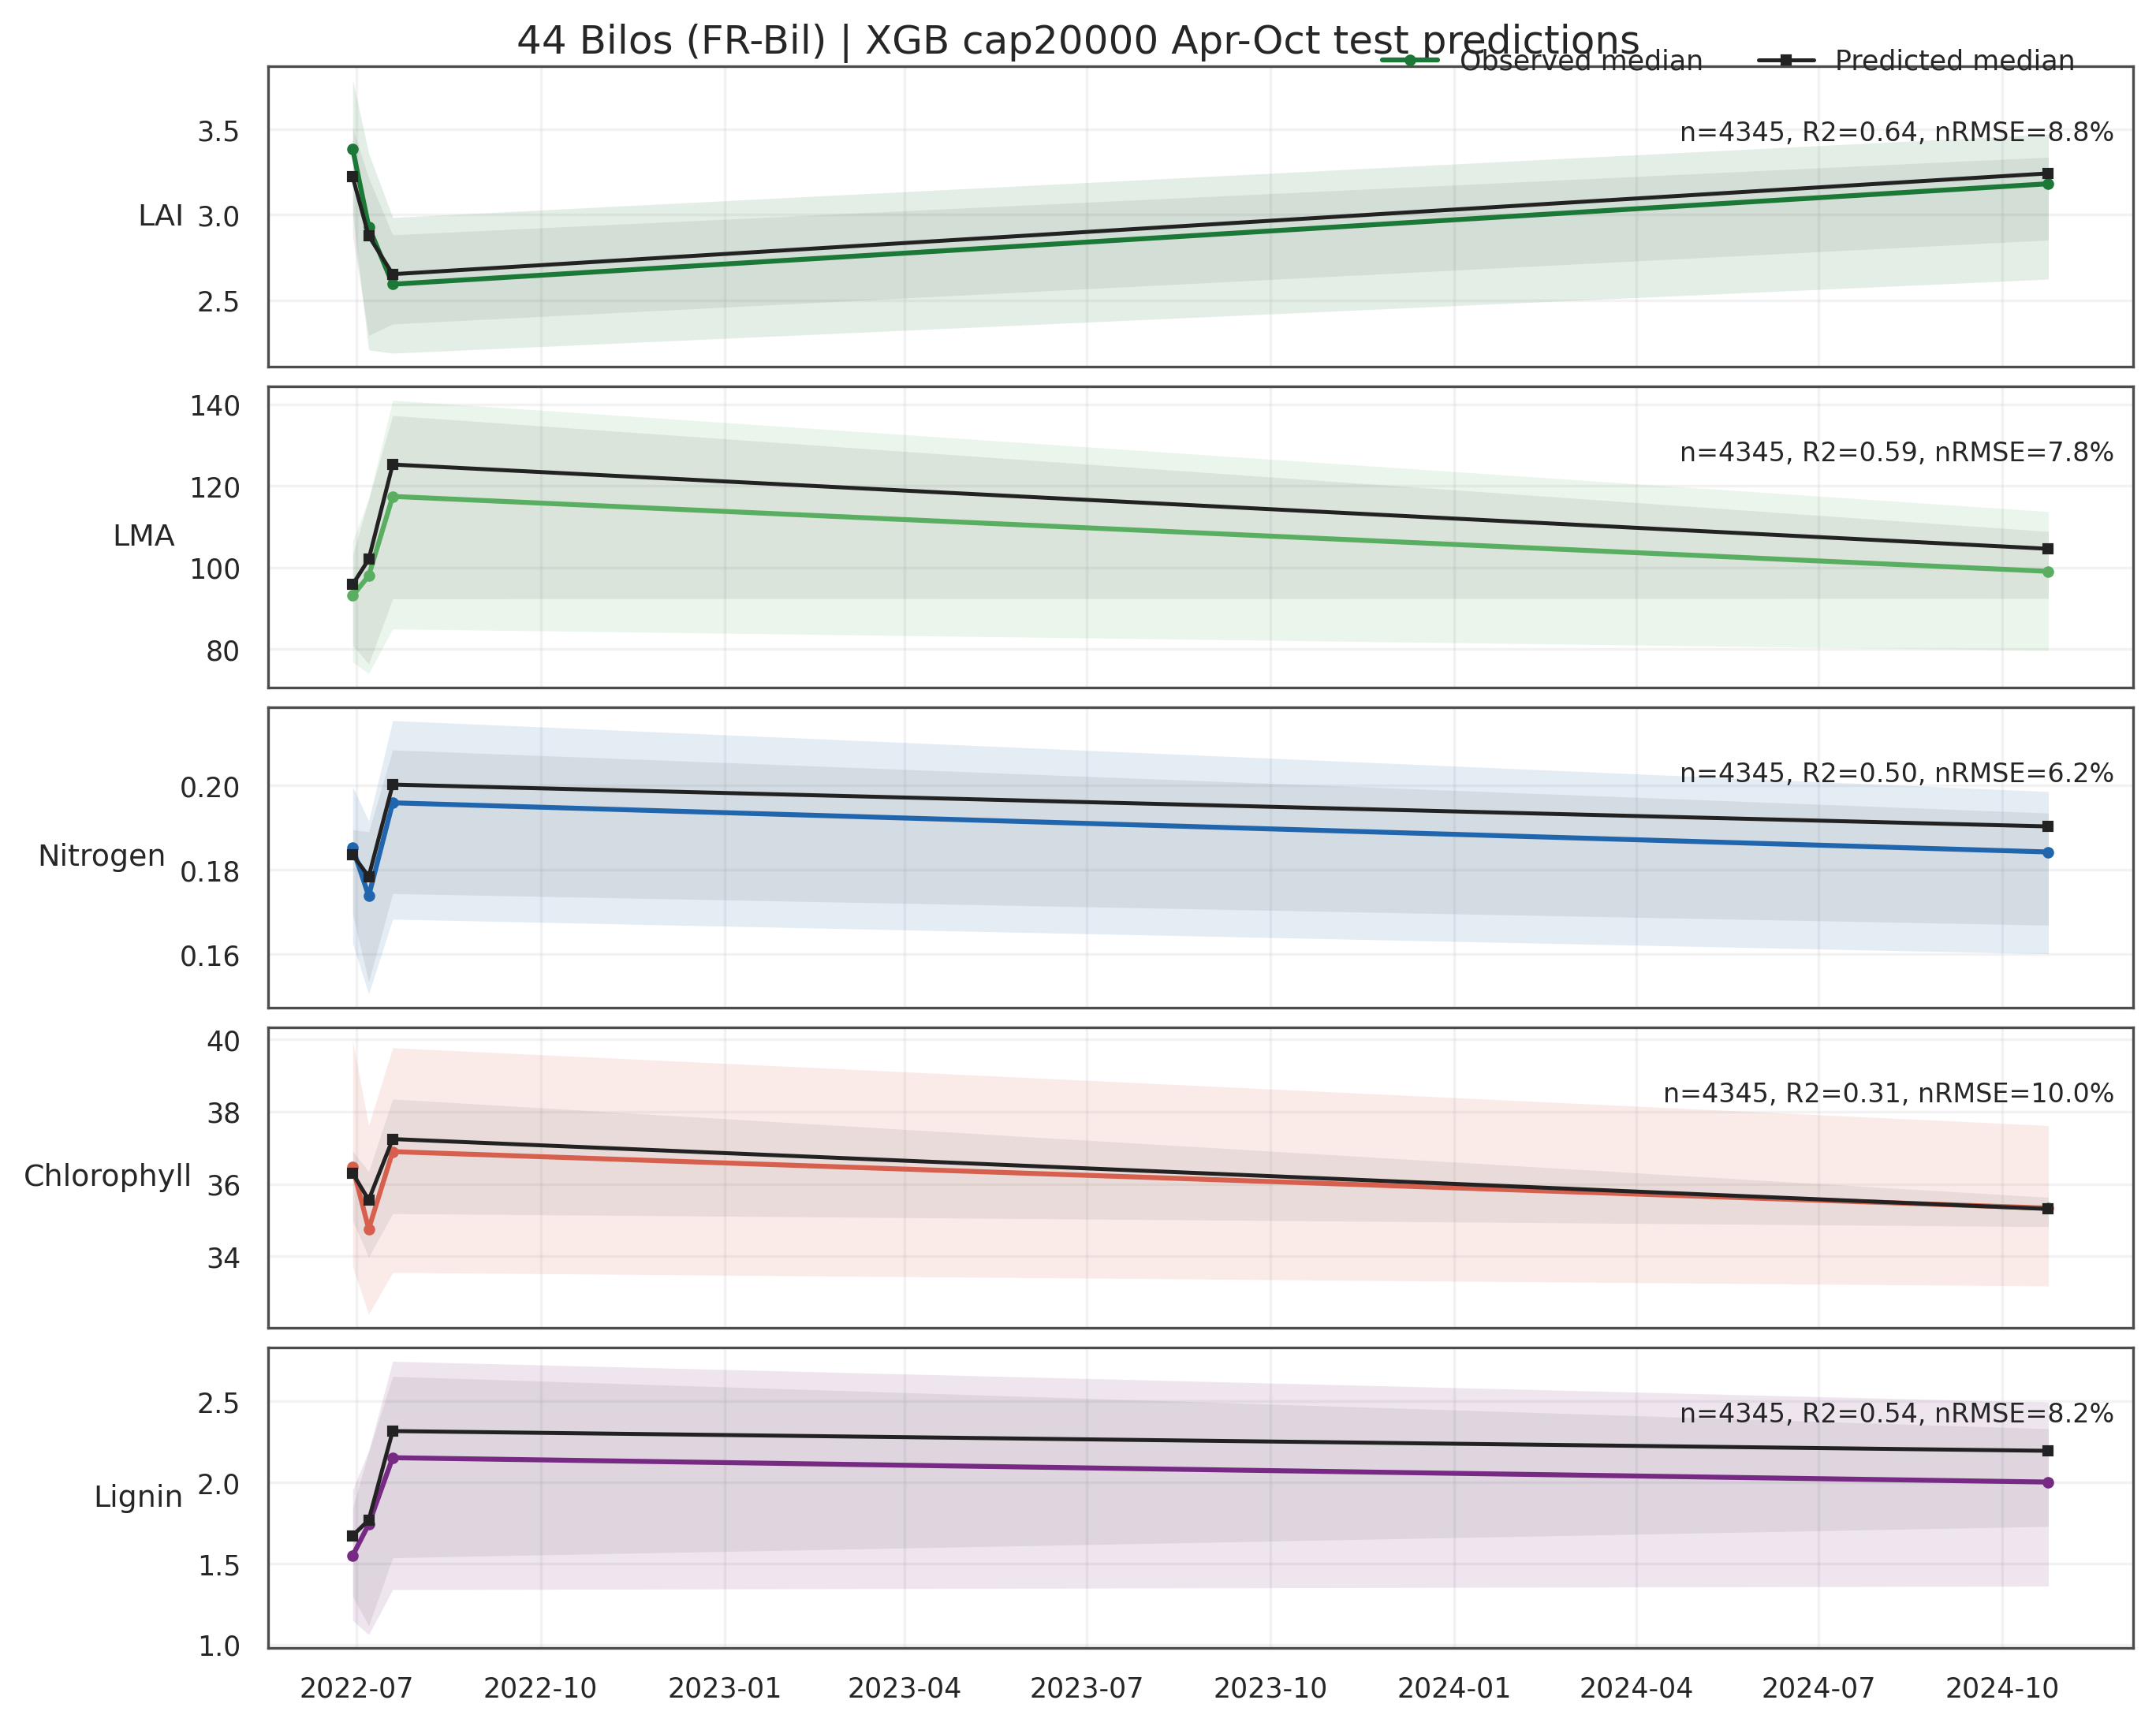 44 Bilos (FR-Bil) | XGB cap20000 Apr-Oct test predictions
Observed median
Predicted median
3.5
n=4345, R2=0.64, nRMSE=8.8%
LAI
3.0
2.5
140
n=4345, R2=0.59, nRMSE=7.8%
120
LMA
100
80
n=4345, R2=0.50, nRMSE=6.2%
0.20
Nitrogen
0.18
0.16
40
n=4345, R2=0.31, nRMSE=10.0%
38
Chlorophyll
36
34
2.5
n=4345, R2=0.54, nRMSE=8.2%
2.0
Lignin
1.5
1.0
2022-07 2022-10 2023-01 2023-04 2023-07 2023-10 2024-01 2024-04 2024-07 2024-10